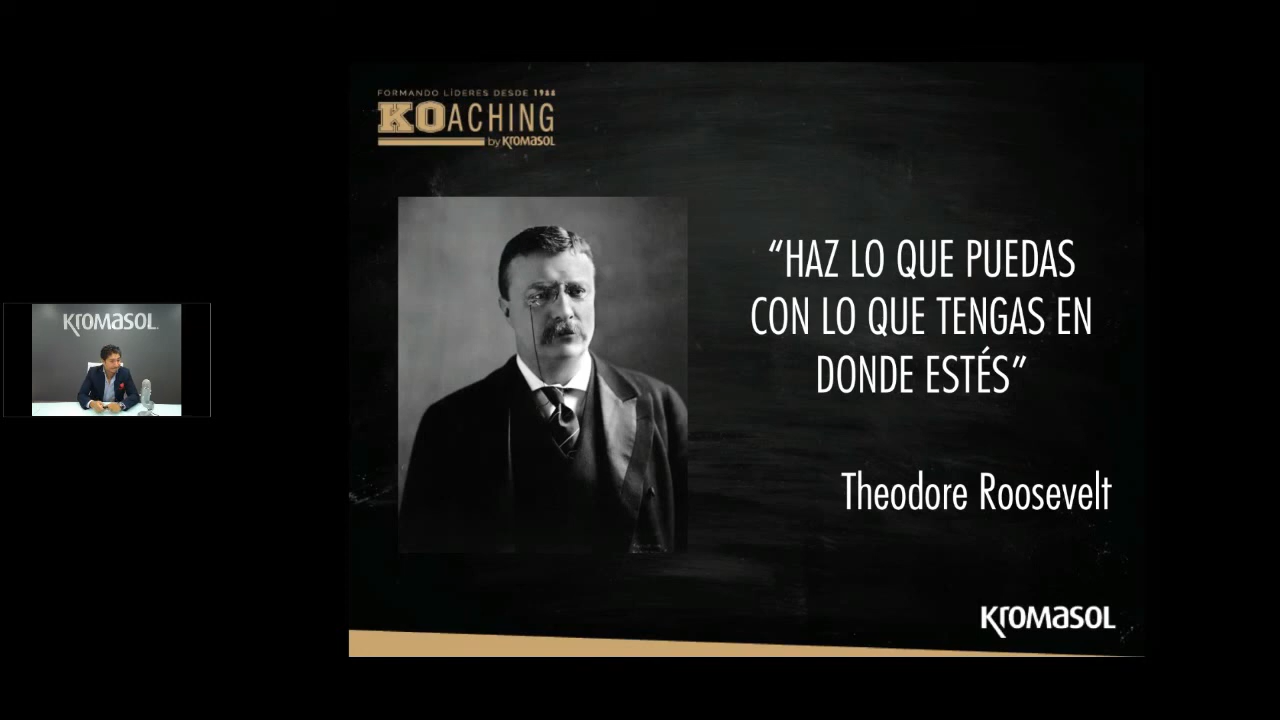 FORMANDO LÍDERES DESDE 1988
KOACHING
by KROMASOL
KROMASOL
“HAZ LO QUE PUEDAS
CON LO QUE TENGAS EN
DONDE ESTÉS”
Theodore Roosevelt
KROMASOL